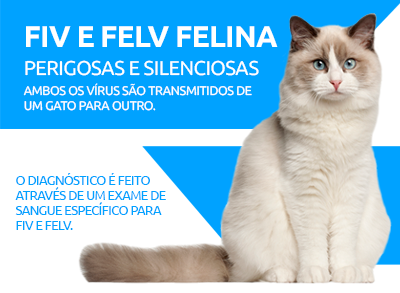 FIV E FELV FELINA
PERIGOSAS E SILENCIOSAS
AMBOS OS VÍRUS SÃO TRANSMITIDOS DE
UM GATO PARA OUTRO.
O DIAGNÓSTICO É FEITO
ATRAVÉS DE UM EXAME DE
SANGUE ESPECÍFICO PARA
FIV E FELV.